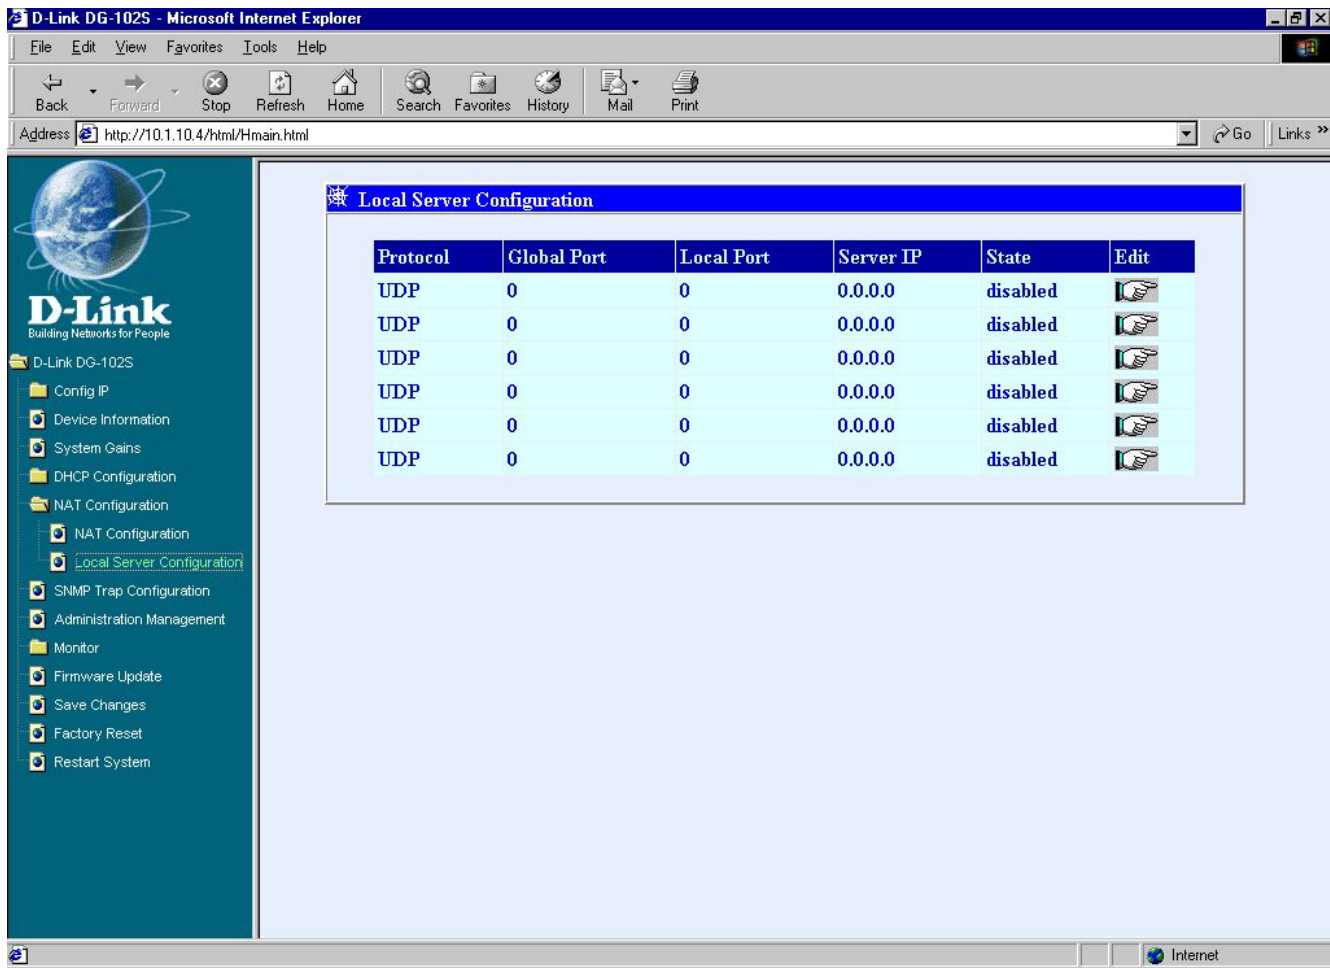 D-Link DG-102S - Microsoft Internet Explorer
File Edit View Favorites Tools Help
Back Forward Stop Refresh Home Search Favorites History Mail Print
Address http://10.1.10.4/html/Hmain.html Go Links »
D-Link
Building Networks for People
D-Link DG-102S
Config IP
Device Information
System Gains
DHCP Configuration
NAT Configuration
NAT Configuration
Local Server Configuration
SNMP Trap Configuration
Administration Management
Monitor
Firmware Update
Save Changes
Factory Reset
Restart System
Local Server Configuration
Protocol Global Port Local Port Server IP State Edit
UDP 0 0 0.0.0.0 disabled
UDP 0 0 0.0.0.0 disabled
UDP 0 0 0.0.0.0 disabled
UDP 0 0 0.0.0.0 disabled
UDP 0 0 0.0.0.0 disabled
UDP 0 0 0.0.0.0 disabled
Internet